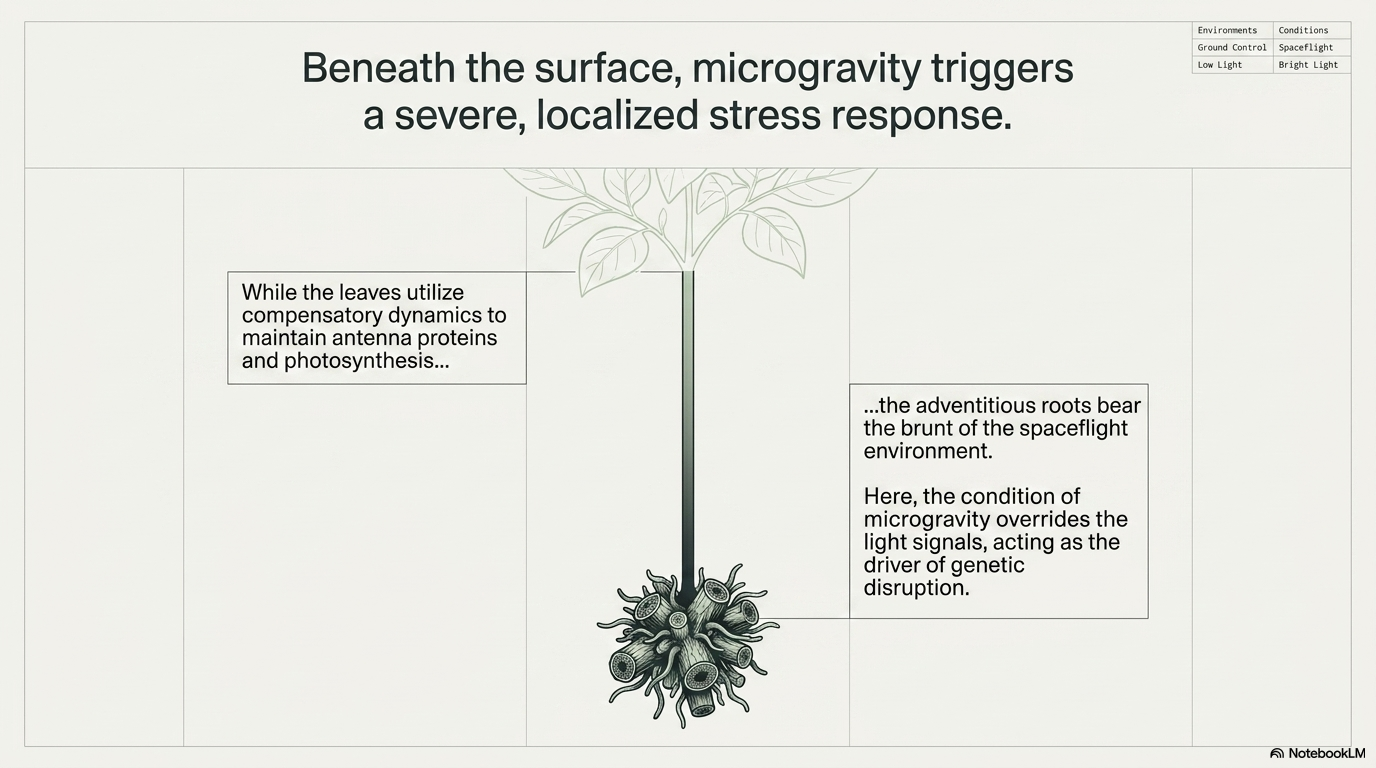 Beneath the surface, microgravity triggers
a severe, localized stress response.
Environments Conditions
Ground Control Spaceflight
Low Light Bright Light
While the leaves utilize
compensatory dynamics to
maintain antenna proteins
and photosynthesis...
...the adventitious roots bear
the brunt of the spaceflight
environment.
Here, the condition of
microgravity overrides the
light signals, acting as the
driver of genetic
disruption.
NotebookLM